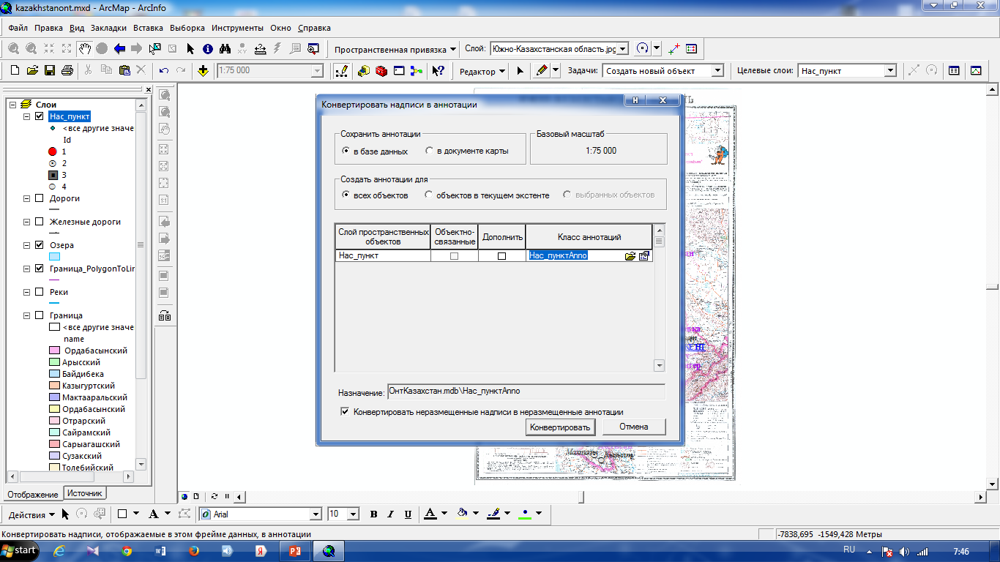 kazakhstanont.mxd - ArcMap - ArcInfo
Файл Правка Вид Закладки Вставка Выборка Инструменты Окно Справка
Пространственная привязка Слой: Южно-Казахстанская область.jpg
1:75 000 Редактор Задачи: Создать новый объект Целевые слои: Нас_пункт
Слои
Нас_пункт
<все другие значе
Id
1
2
3
4
Дороги
Железные дороги
Озера
Граница_PolygonToLin
Реки
Граница
<все другие значе
name
Ордабасынский
Арысский
Байдибека
Казыгуртский
Мактааральский
Ордабасынский
Отрарский
Сайрамский
Сарыагашский
Сузакский
Толебийский
Отображение Источник
Конвертировать надписи в аннотации
Сохранить аннотации
в базе данных в документе карты
Базовый масштаб
1:75 000
Создать аннотации для
всех объектов объектов в текущем экстенте выбранных объектов
Слой пространственных объектов Объектно-связанные Дополнить Класс аннотаций
Нас_пункт Нас_пунктAnno
Назначение: ОнтКазахстан.mdb\Нас_пунктAnno
Конвертировать неразмещенные надписи в неразмещенные аннотации
Конвертировать Отмена
Действия Arial 10 B I U A
Конвертировать надписи, отображаемые в этом фрейме данных, в аннотации -7838,695 -1549,428 Метры
start RU 7:46